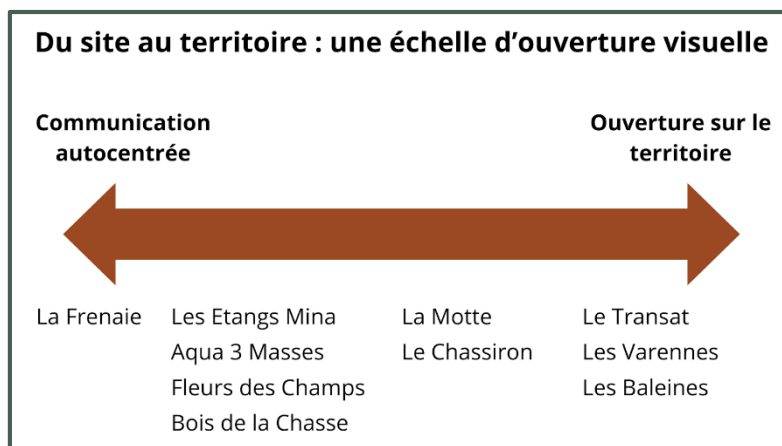 Du site au territoire : une échelle d’ouverture visuelle
Communication
autocentrée
Ouverture sur le
territoire
La Frenaie
Les Etangs Mina
Aqua 3 Masses
Fleurs des Champs
Bois de la Chasse
La Motte
Le Chassiron
Le Transat
Les Varennes
Les Baleines